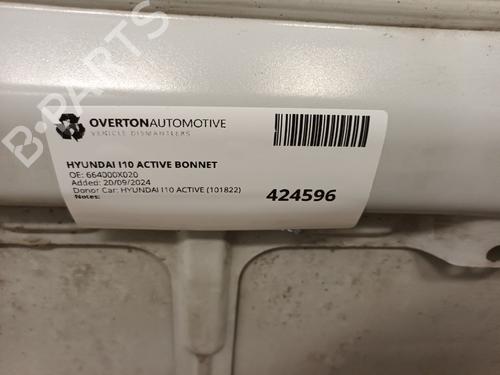 B-PARTS
OVERTONAUTOMOTIVE
VEHICLE DISMANTLERS
HYUNDAI I10 ACTIVE BONNET
OE: 664000X020
Added: 20/09/2024
Donor Car: HYUNDAI I10 ACTIVE (101822)
Notes:
424596